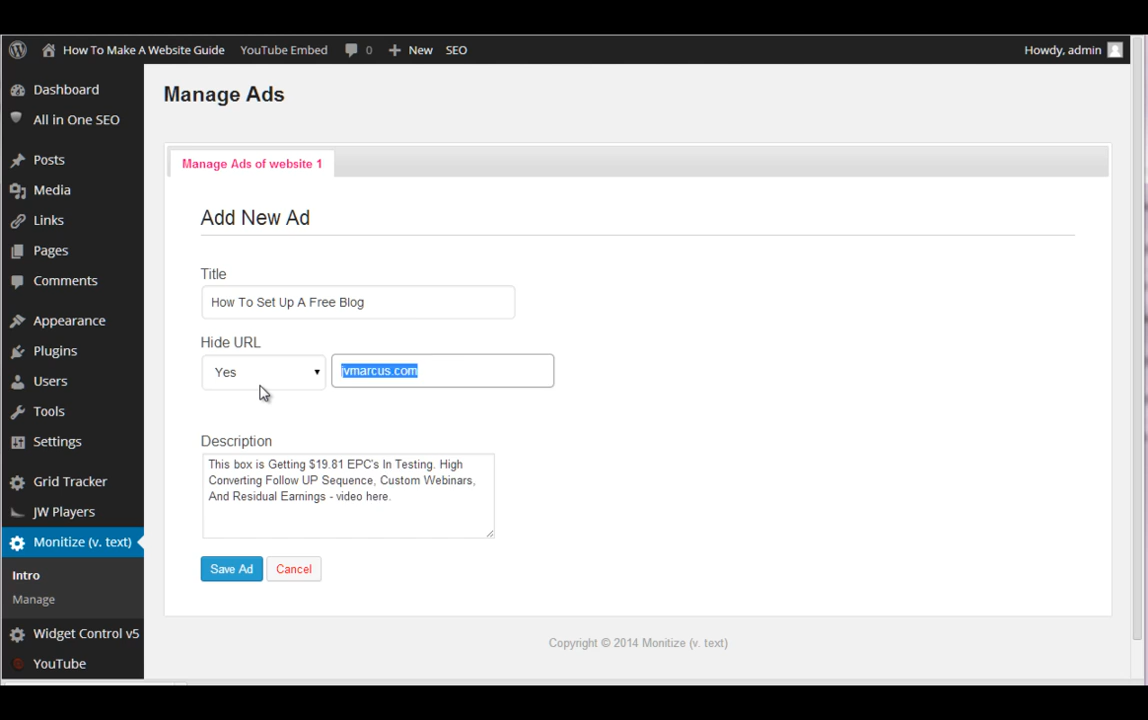 How To Make A Website Guide YouTube Embed 0 New SEO Howdy, admin
Dashboard
All in One SEO
Posts
Media
Links
Pages
Comments
Appearance
Plugins
Users
Tools
Settings
Grid Tracker
JW Players
Monitize (v. text)
Intro
Manage
Widget Control v5
YouTube
Manage Ads
Manage Ads of website 1
Add New Ad
Title
How To Set Up A Free Blog
Hide URL
Yes jvmarcus.com
Description
This box is Getting $19.81 EPC's In Testing. High
Converting Follow UP Sequence, Custom Webinars,
And Residual Earnings - video here.
Save Ad Cancel
Copyright © 2014 Monitize (v. text)